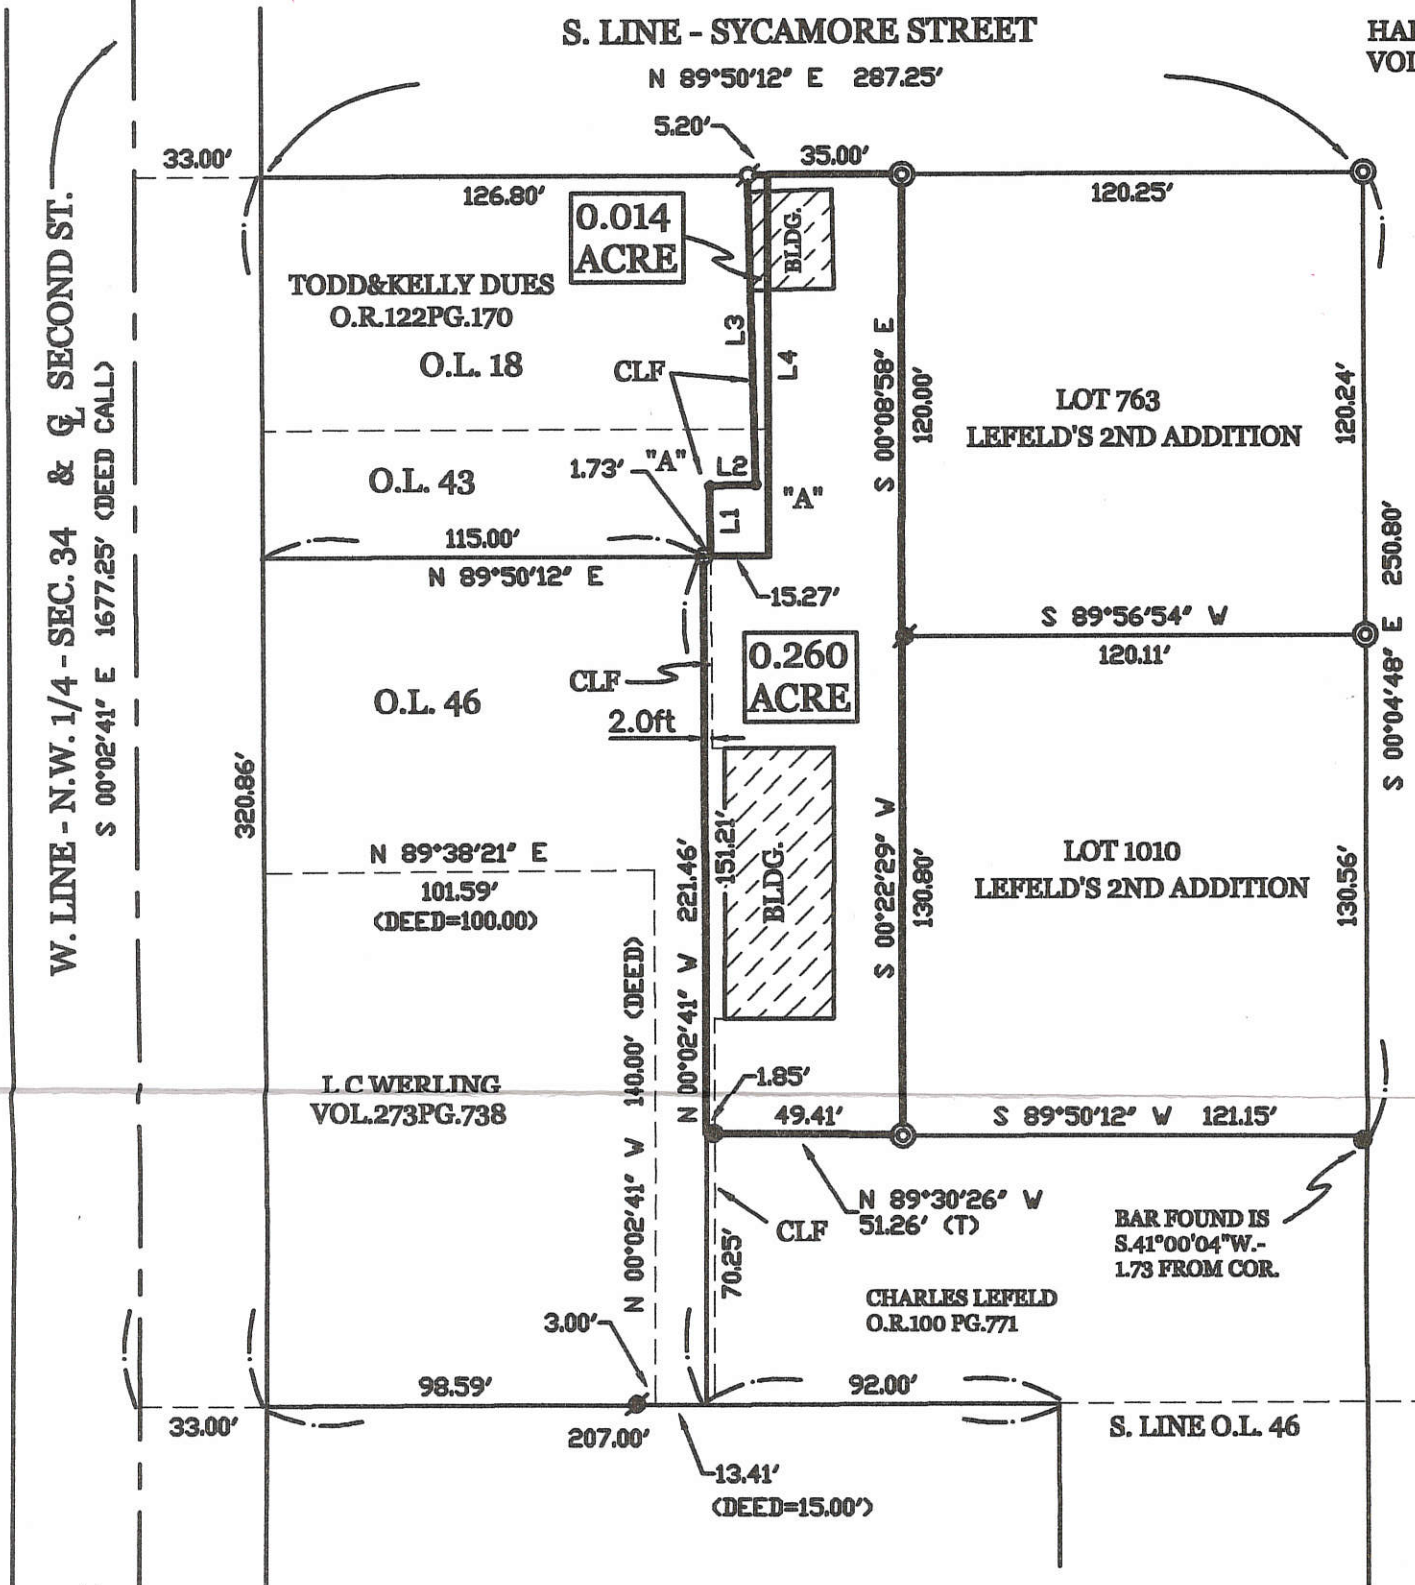 S. LINE - SYCAMORE STREET
N 89°50'12" E 287.25'
HAR
VOL
5.20'
33.00'
35.00'
126.80'
120.25'
0.014
ACRE
BLDG.
TODD&KELLY DUES
O.R.122PG.170
O.L. 18
L3
L4
CLF
S 00°08'58" E
120.00'
LOT 763
LEFELD'S 2ND ADDITION
120.24'
W. LINE - N.W. 1/4 - SEC. 34 & ℄ SECOND ST.
S 00°02'41" E 1677.25' (DEED CALL)
O.L. 43
1.73'
"A"
L2
"A"
L1
115.00'
N 89°50'12" E
15.27'
S 00°04'48" E 250.80'
S 89°56'54" W
120.11'
0.260
ACRE
CLF
O.L. 46
2.0ft
320.86'
N 89°38'21" E
101.59'
(DEED=100.00)
N 00°02'41" W 221.46'
151.21'
BLDG.
S 00°22'29" W
130.80'
LOT 1010
LEFELD'S 2ND ADDITION
130.56'
N 00°02'41" W 140.00' (DEED)
L C WERLING
VOL.273PG.738
1.85'
49.41'
S 89°50'12" W 121.15'
N 89°30'26" W
51.26' (T)
CLF
70.25'
BAR FOUND IS
S.41°00'04"W.-
1.73 FROM COR.
CHARLES LEFELD
O.R.100 PG.771
3.00'
98.59'
92.00'
33.00'
207.00'
S. LINE O.L. 46
13.41'
(DEED=15.00')